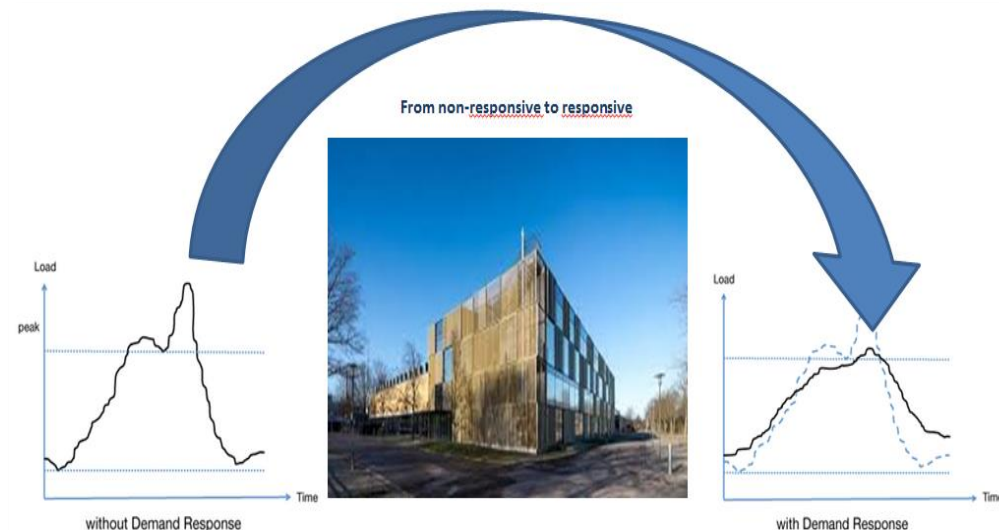 From non-responsive to responsive
Load
peak
Time
without Demand Response
Load
Time
with Demand Response